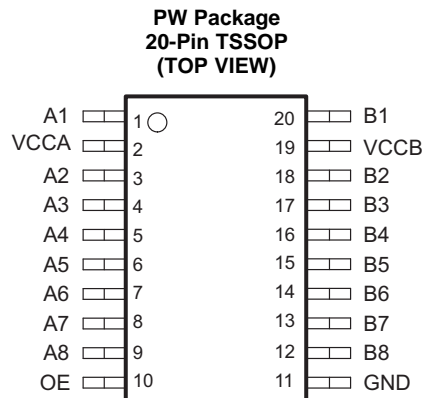 PW Package
20-Pin TSSOP
(TOP VIEW)
A1 1 20 B1
VCCA 2 19 VCCB
A2 3 18 B2
A3 4 17 B3
A4 5 16 B4
A5 6 15 B5
A6 7 14 B6
A7 8 13 B7
A8 9 12 B8
OE 10 11 GND